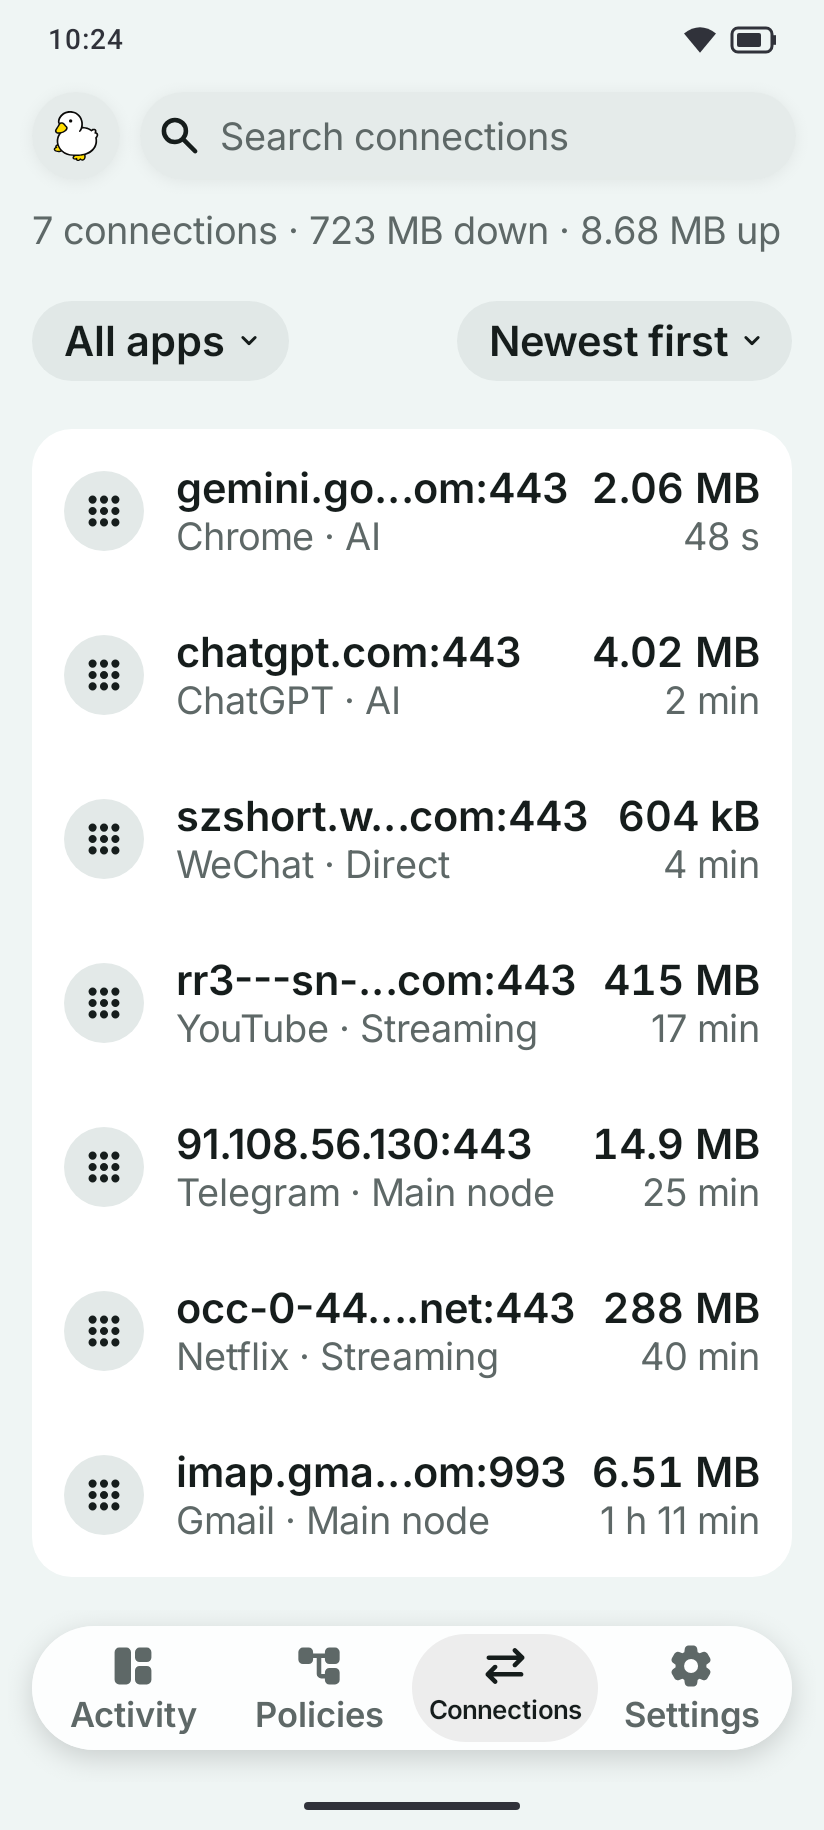 10:24
Search connections
7 connections · 723 MB down · 8.68 MB up
All apps
Newest first
gemini.go...om:443 2.06 MB
Chrome · AI 48 s
chatgpt.com:443 4.02 MB
ChatGPT · AI 2 min
szshort.w...com:443 604 kB
WeChat · Direct 4 min
rr3---sn-...com:443 415 MB
YouTube · Streaming 17 min
91.108.56.130:443 14.9 MB
Telegram · Main node 25 min
occ-0-44....net:443 288 MB
Netflix · Streaming 40 min
imap.gma...om:993 6.51 MB
Gmail · Main node 1 h 11 min
Activity Policies Connections Settings